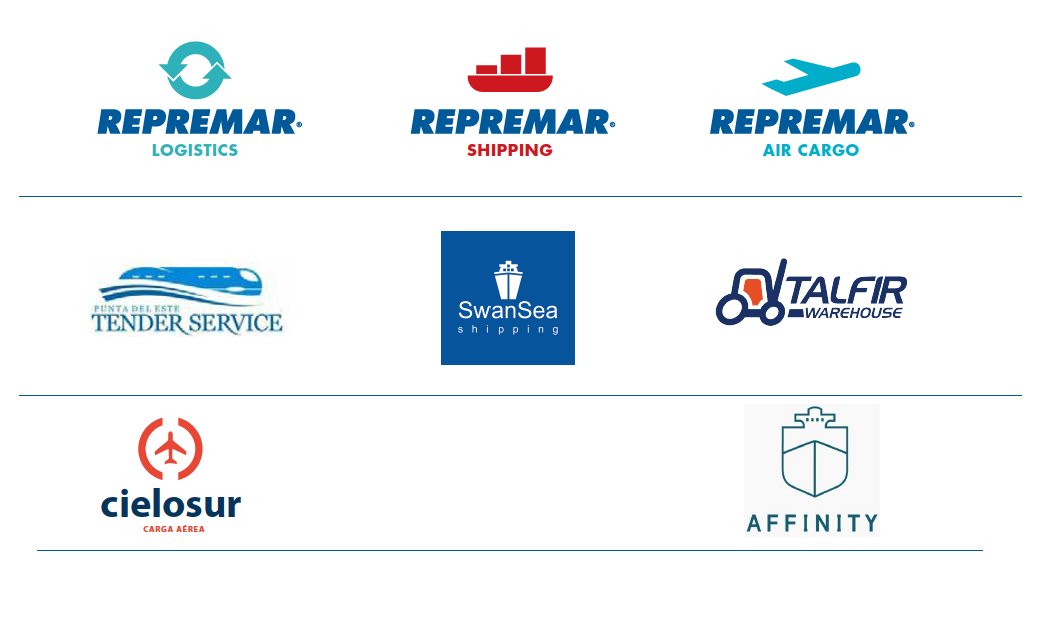 REPREMAR®
LOGISTICS
REPREMAR®
SHIPPING
REPREMAR®
AIR CARGO
PUNTA DEL ESTE
TENDER SERVICE
SwanSea
shipping
TALFIR
WAREHOUSE
cielosur
CARGA AÉREA
AFFINITY